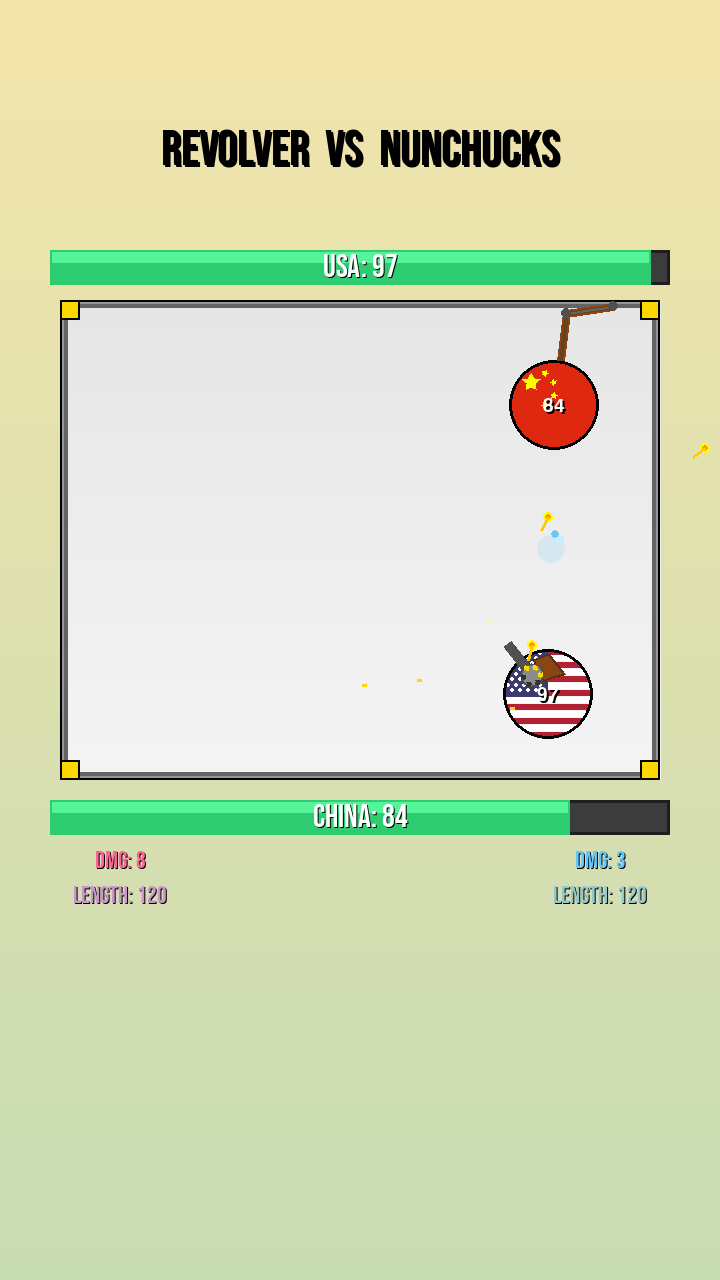 REVOLVER VS NUNCHUCKS
USA: 97
84
97
CHINA: 84
DMG: 8
DMG: 3
LENGTH: 120
LENGTH: 120